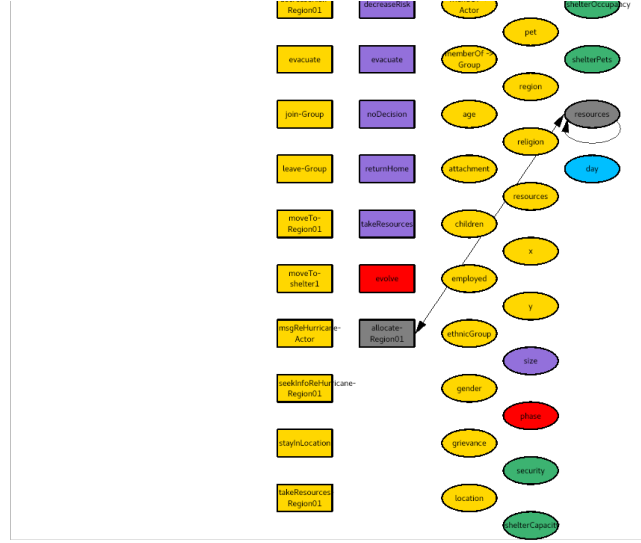 Region01
evacuate
join-Group
leave-Group
moveTo-
Region01
moveTo-
shelter1
msgReHurricane-
Actor
seekInfoReHurricane-
Region01
stayInLocation
takeResources-
Region01
decreaseRisk
evacuate
noDecision
returnHome
takeResources
evolve
allocate-
Region01
Actor
memberOf->
Group
age
attachment
children
employed
ethnicGroup
gender
grievance
location
pet
region
religion
resources
x
y
size
phase
security
shelterCapacity
shelterOccupancy
shelterPets
resources
day